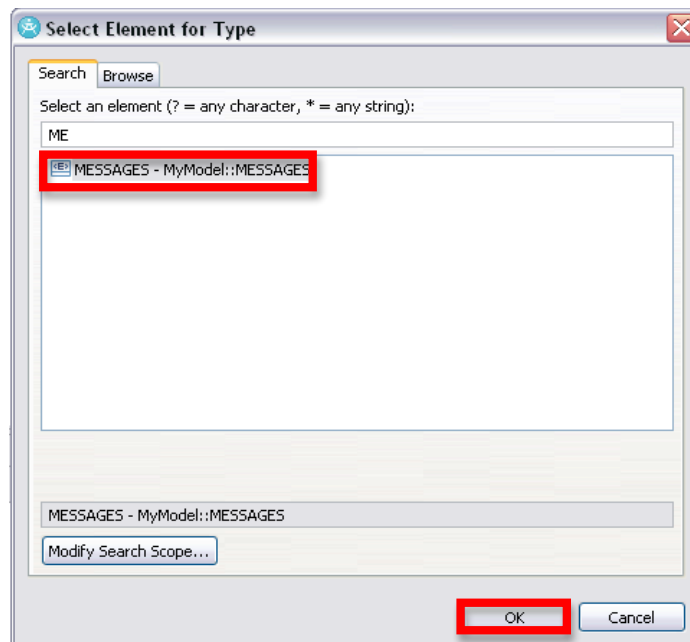 Select Element for Type
Search Browse
Select an element (? = any character, * = any string):
ME
<E> MESSAGES - MyModel::MESSAGES
MESSAGES - MyModel::MESSAGES
Modify Search Scope...
OK Cancel